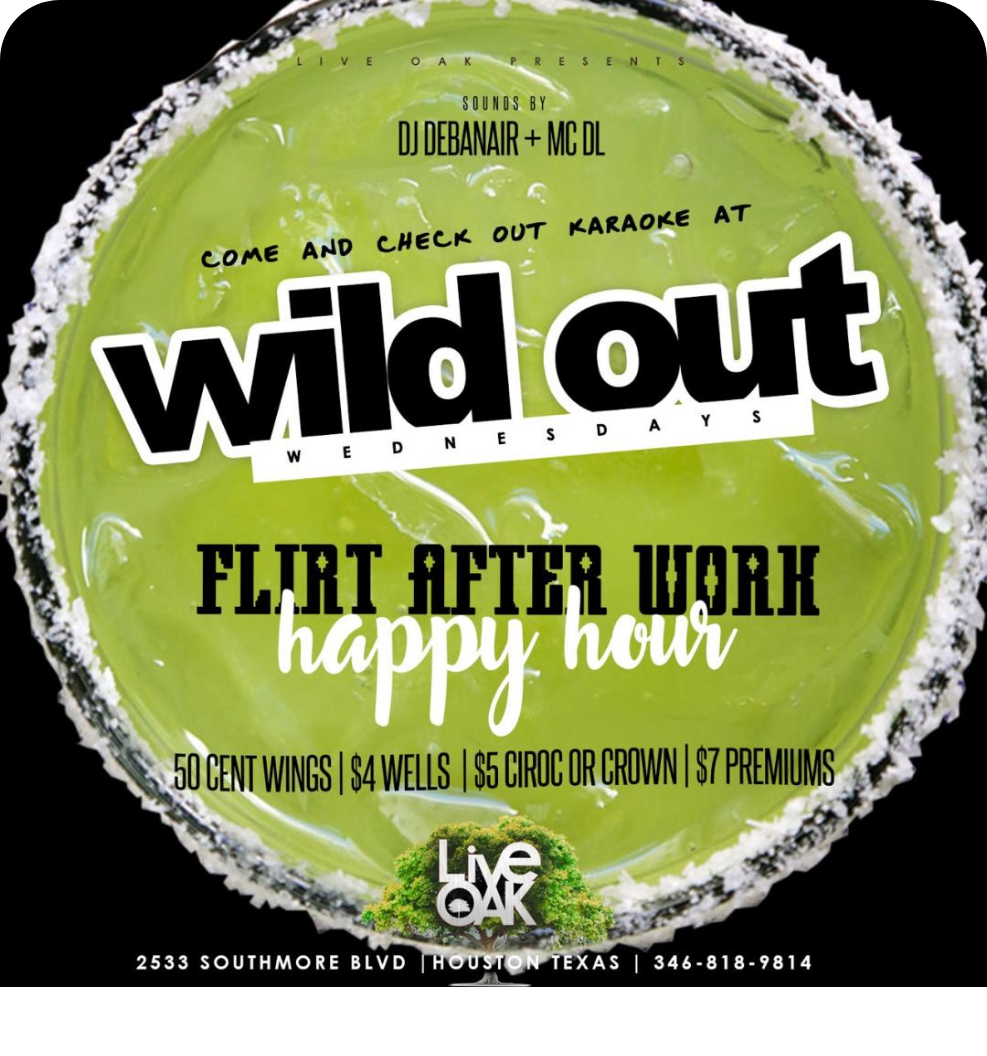 LIVE OAK PRESENTS
SOUNDS BY
DJ DEBANAIR + MC DL
COME AND CHECK OUT KARAOKE AT
wild out
WEDNESDAYS
FLIRT AFTER WORK
happy hour
50 CENT WINGS | $4 WELLS | $5 CIROC OR CROWN | $7 PREMIUMS
Live
OAK
2533 SOUTHMORE BLVD | HOUSTON TEXAS | 346-818-9814